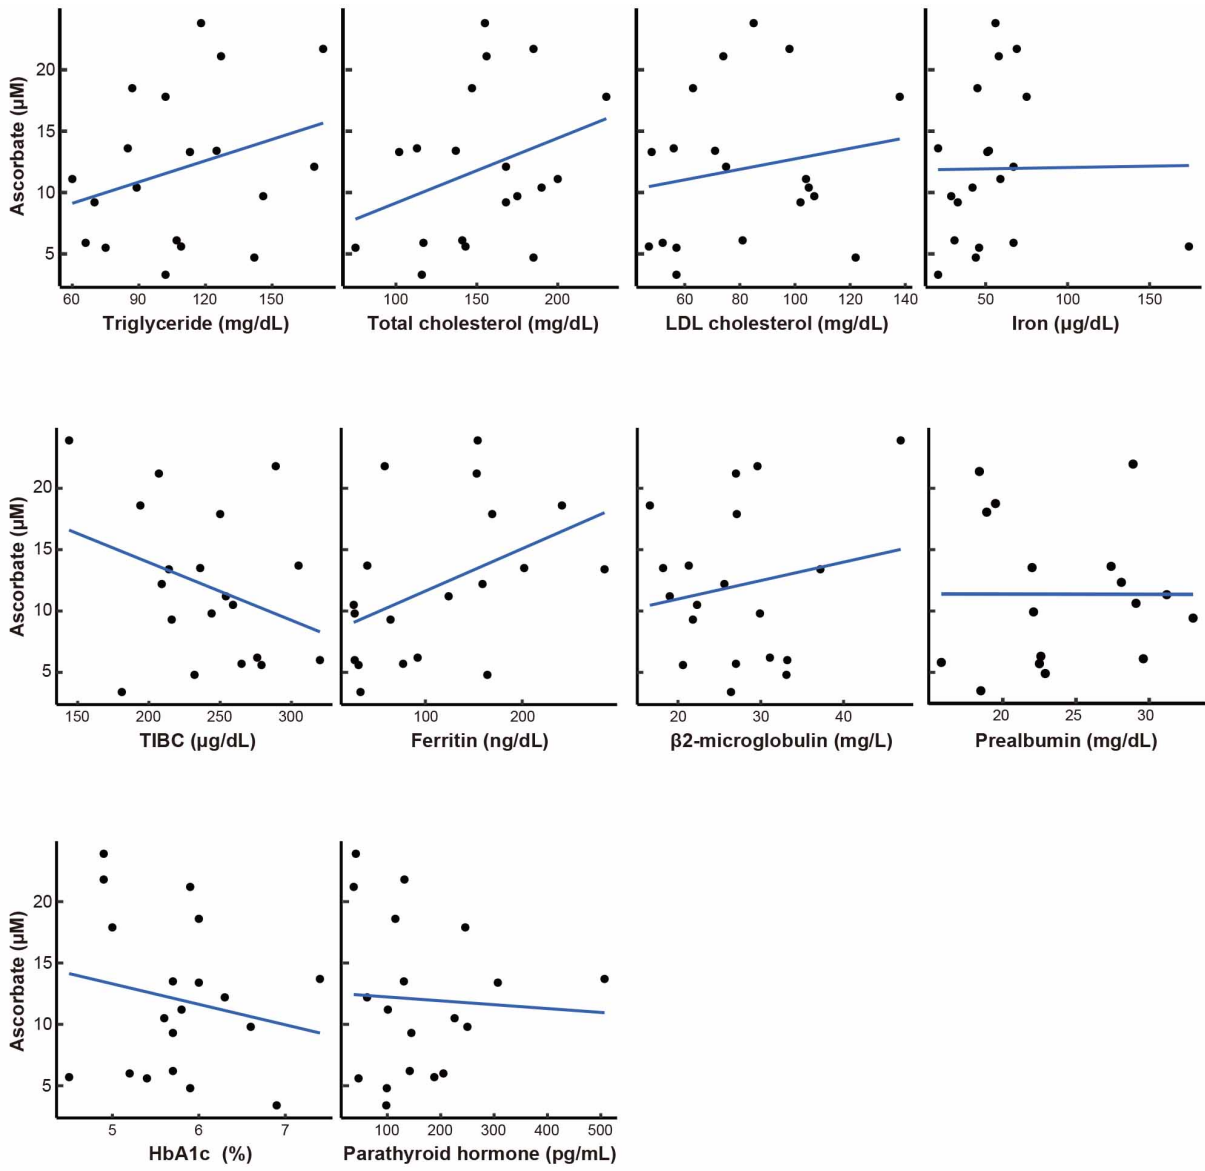 Ascorbate (µM)
20
15
10
5
60 90 120 150
Triglyceride (mg/dL)
100 150 200
Total cholesterol (mg/dL)
60 80 100 120 140
LDL cholesterol (mg/dL)
50 100 150
Iron (µg/dL)
Ascorbate (µM)
20
15
10
5
150 200 250 300
TIBC (µg/dL)
100 200
Ferritin (ng/dL)
20 30 40
β2-microglobulin (mg/L)
20 25 30
Prealbumin (mg/dL)
Ascorbate (µM)
20
15
10
5
5 6 7
HbA1c (%)
100 200 300 400 500
Parathyroid hormone (pg/mL)